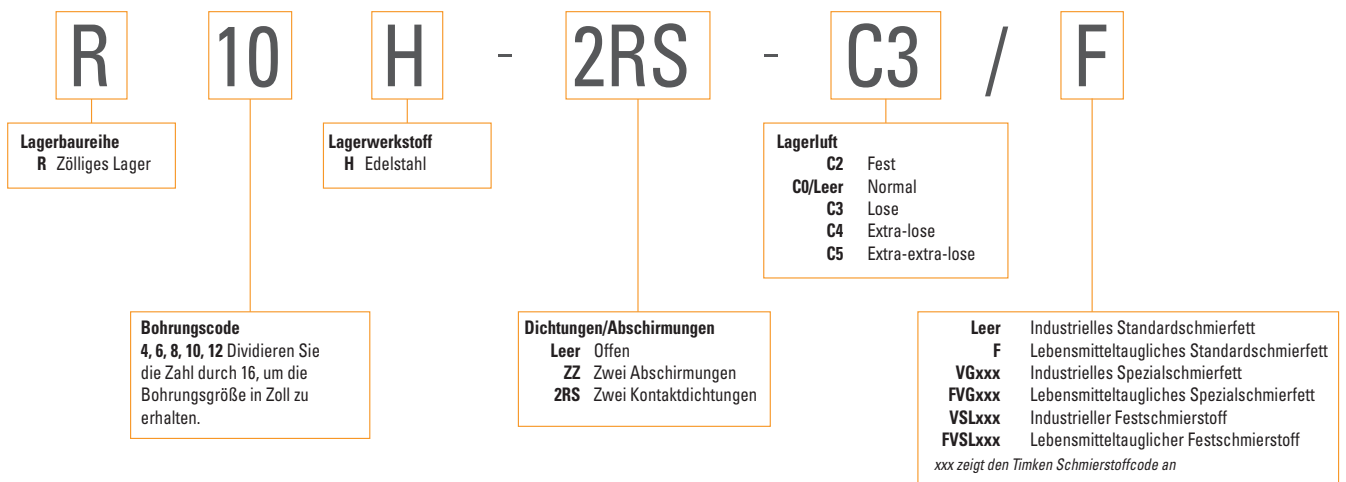 R 10 H - 2RS - C3 / F
Lagerbaureihe
R Zölliges Lager
Lagerwerkstoff
H Edelstahl
Lagerluft
C2 Fest
C0/Leer Normal
C3 Lose
C4 Extra-lose
C5 Extra-extra-lose
Bohrungscode
4, 6, 8, 10, 12 Dividieren Sie
die Zahl durch 16, um die
Bohrungsgröße in Zoll zu
erhalten.
Dichtungen/Abschirmungen
Leer Offen
ZZ Zwei Abschirmungen
2RS Zwei Kontaktdichtungen
Leer Industrielles Standardschmierfett
F Lebensmitteltaugliches Standardschmierfett
VGxxx Industrielles Spezialschmierfett
FVGxxx Lebensmitteltaugliches Spezialschmierfett
VSLxxx Industrieller Festschmierstoff
FVSLxxx Lebensmitteltauglicher Festschmierstoff
xxx zeigt den Timken Schmierstoffcode an